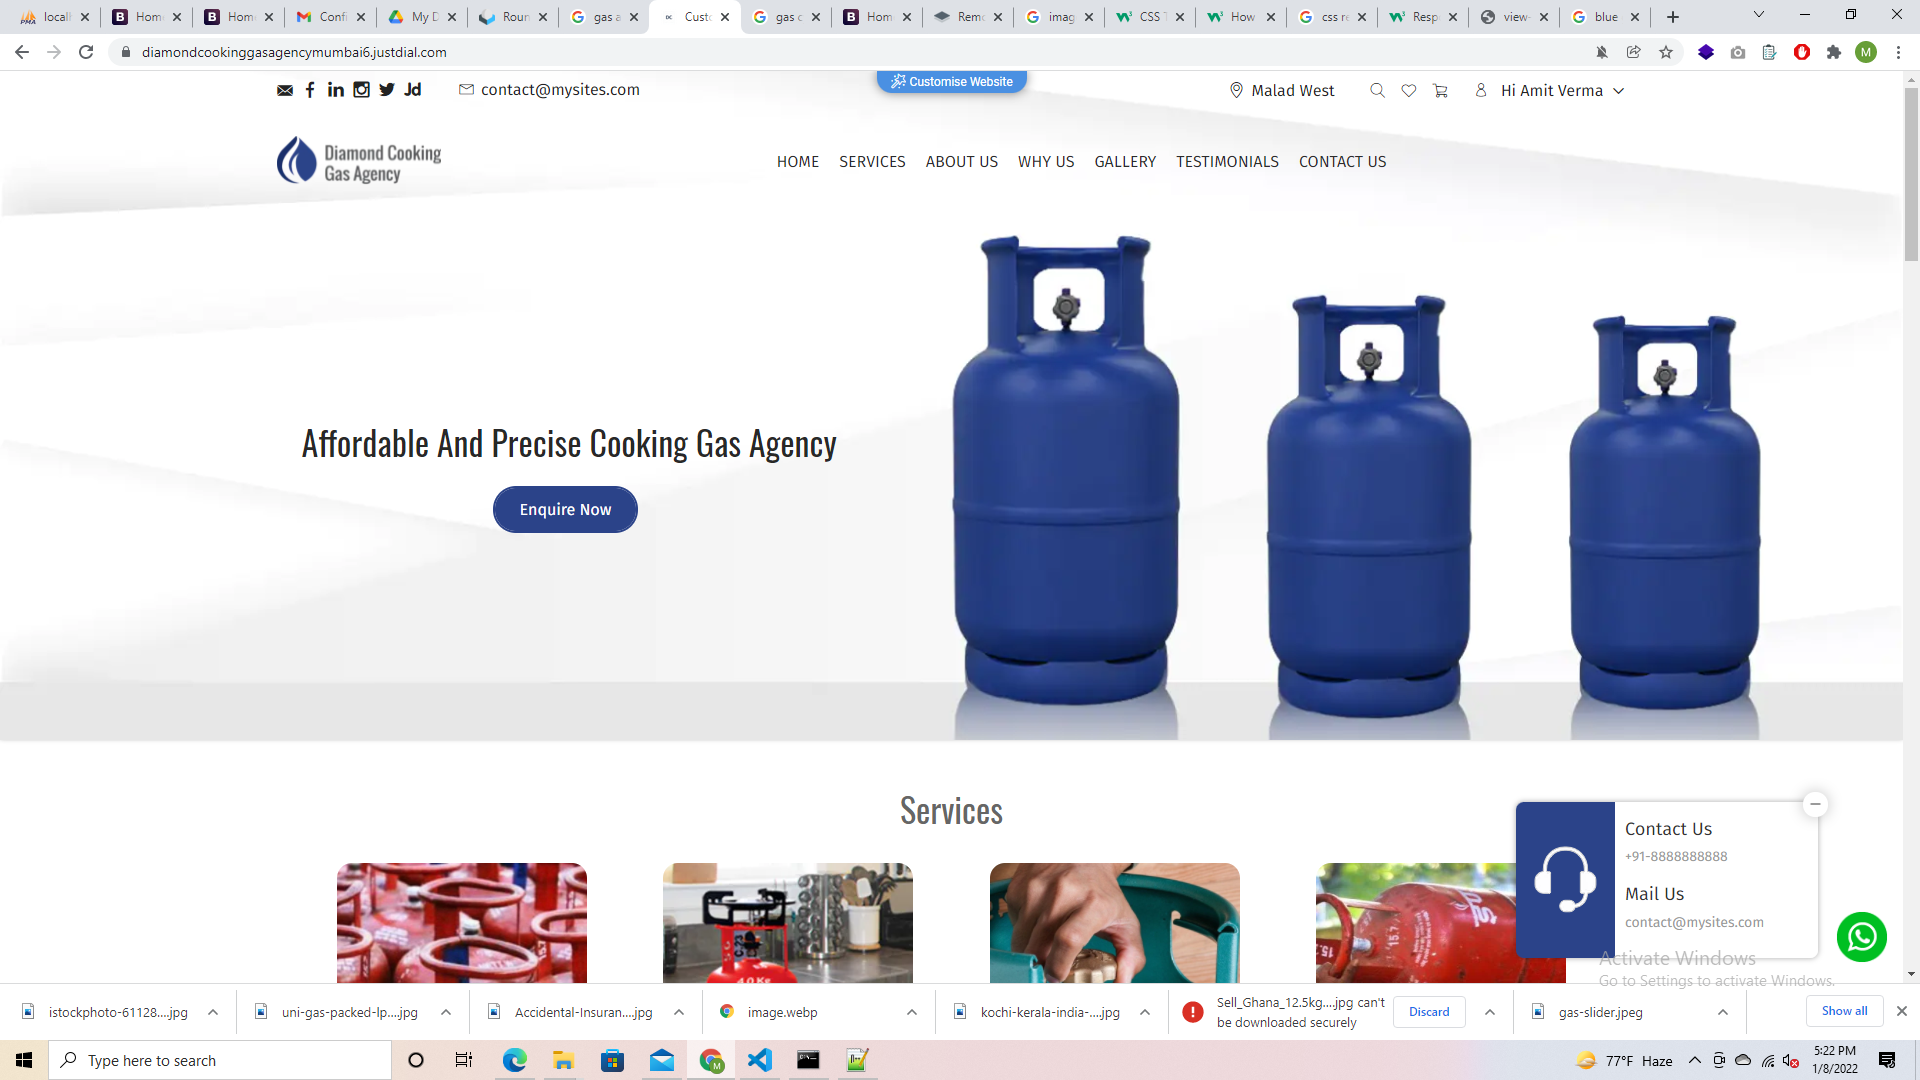 locall
Home
Home
Confi
My D
Roun
gas a
Custo
gas c
Hom
Remo
imag
CSS T
How
css re
Resp
view-
blue
diamondcookinggasagencymumbai6.justdial.com
M
Jd
contact@mysites.com
Customise Website
Malad West
Hi Amit Verma
Diamond Cooking
Gas Agency
HOME SERVICES ABOUT US WHY US GALLERY TESTIMONIALS CONTACT US
Affordable And Precise Cooking Gas Agency
Enquire Now
Services
Contact Us
+91-8888888888
Mail Us
contact@mysites.com
Activate Windows
Go to Settings to activate Windows.
istockphoto-61128....jpg
uni-gas-packed-lp....jpg
Accidental-Insuran....jpg
image.webp
kochi-kerala-india-....jpg
Sell_Ghana_12.5kg....jpg can't
be downloaded securely
Discard
gas-slider.jpeg
Show all
Type here to search
77°F Haze
5:22 PM
1/8/2022